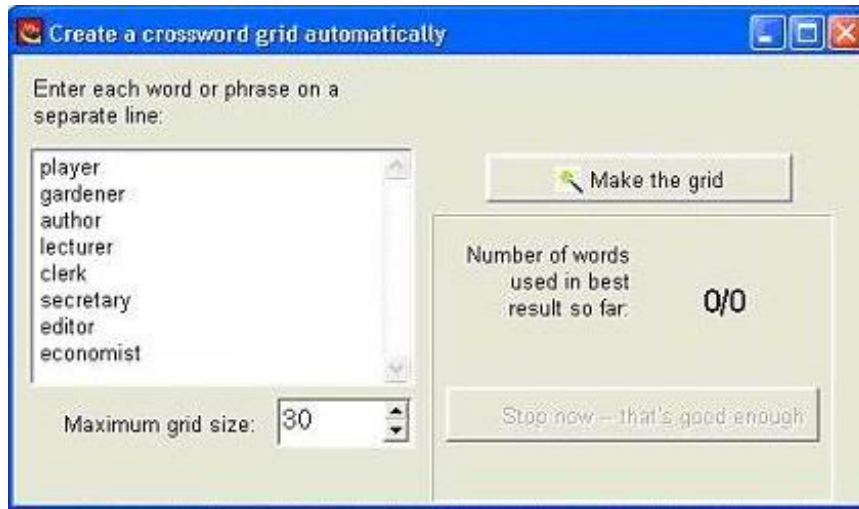 Create a crossword grid automatically
Enter each word or phrase on a
separate line:
player
gardener
author
lecturer
clerk
secretary
editor
economist
Maximum grid size: 30
Make the grid
Number of words
used in best
result so far: 0/0
Stop now – that's good enough